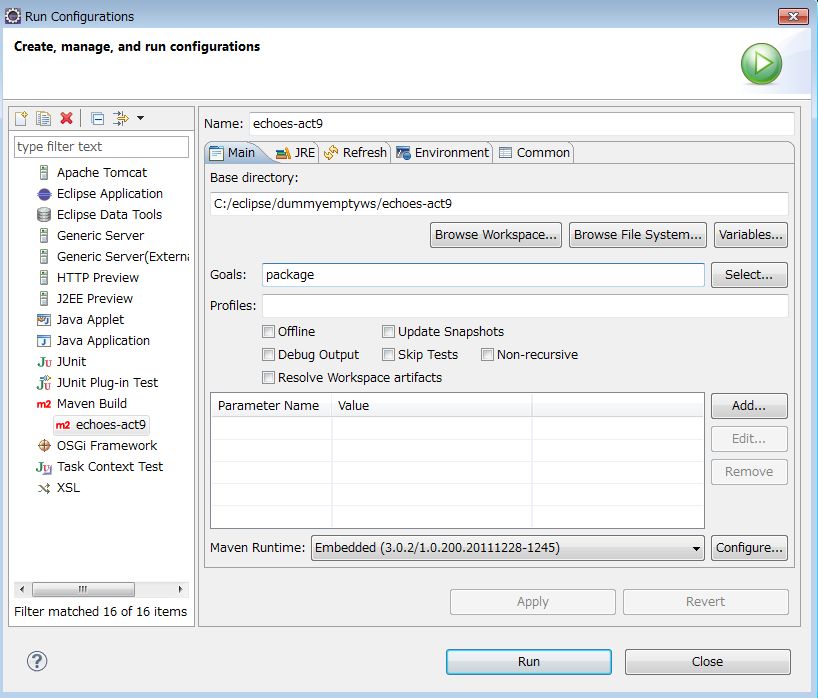 Run Configurations
Create, manage, and run configurations
type filter text
Apache Tomcat
Eclipse Application
Eclipse Data Tools
Generic Server
Generic Server(Externa
HTTP Preview
J2EE Preview
Java Applet
Java Application
Ju JUnit
Ju JUnit Plug-in Test
m2 Maven Build
m2 echoes-act9
OSGi Framework
Ju Task Context Test
XSL
Filter matched 16 of 16 items
Name: echoes-act9
Main JRE Refresh Environment Common
Base directory:
C:/eclipse/dummyemptyws/echoes-act9
Browse Workspace... Browse File System... Variables...
Goals: package Select...
Profiles:
Offline Update Snapshots
Debug Output Skip Tests Non-recursive
Resolve Workspace artifacts
Parameter Name Value
Add...
Edit...
Remove
Maven Runtime: Embedded (3.0.2/1.0.200.20111228-1245) Configure...
Apply Revert
? Run Close